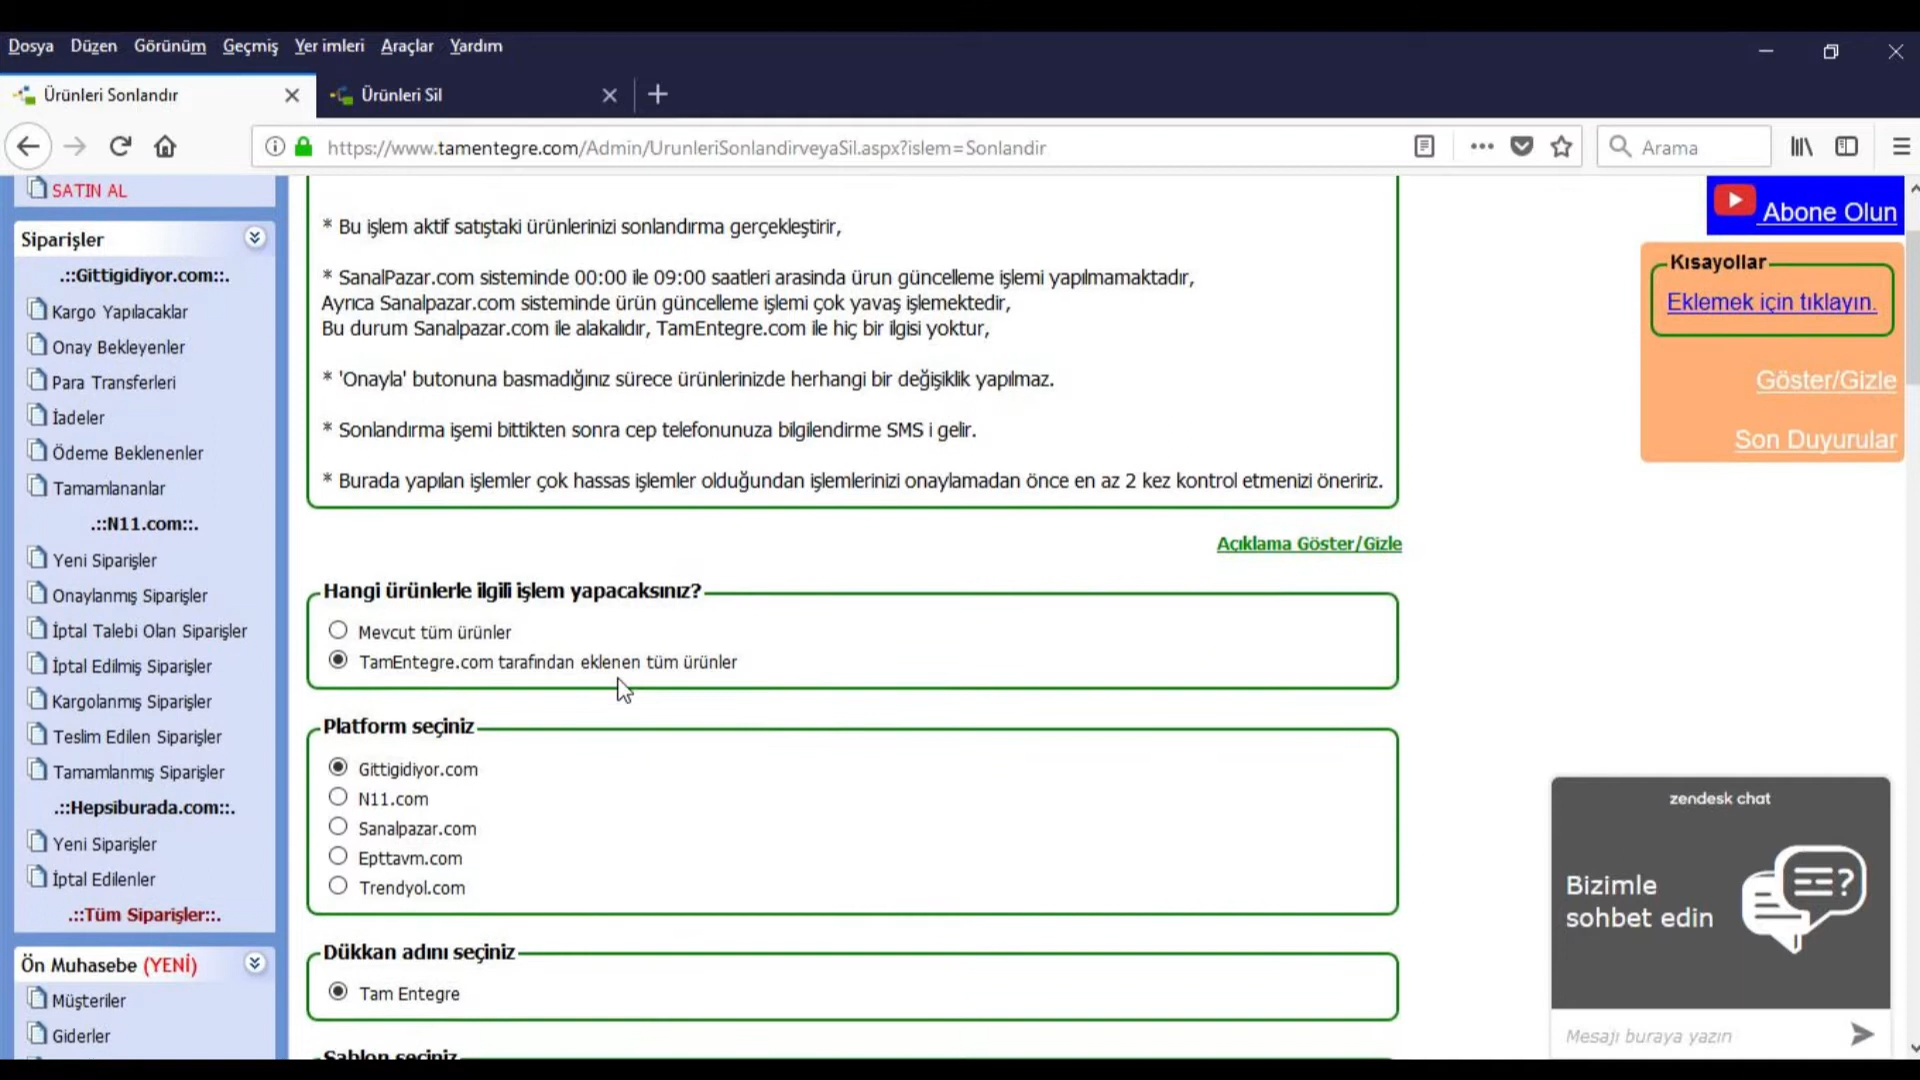 Dosya Düzen Görünüm Geçmiş Yer imleri Araçlar Yardım
Ürünleri Sonlandır
Ürünleri Sil
https://www.tamentegre.com/Admin/UrunleriSonlandirveyaSil.aspx?islem=Sonlandir
Arama
SATIN AL
Siparişler
.::Gittigidiyor.com::.
Kargo Yapılacaklar
Onay Bekleyenler
Para Transferleri
İadeler
Ödeme Beklenenler
Tamamlananlar
.::N11.com::.
Yeni Siparişler
Onaylanmış Siparişler
İptal Talebi Olan Siparişler
İptal Edilmiş Siparişler
Kargolanmış Siparişler
Teslim Edilen Siparişler
Tamamlanmış Siparişler
.::Hepsiburada.com::.
Yeni Siparişler
İptal Edilenler
.::Tüm Siparişler::.
Ön Muhasebe (YENİ)
Müşteriler
Giderler
* Bu işlem aktif satıştaki ürünlerinizi sonlandırma gerçekleştirir,
* SanalPazar.com sisteminde 00:00 ile 09:00 saatleri arasinda ürun güncelleme işlemi yapılmamaktadır,
Ayrıca Sanalpazar.com sisteminde ürün güncelleme işlemi çok yavaş işlemektedir,
Bu durum Sanalpazar.com ile alakalıdır, TamEntegre.com ile hiç bir ilgisi yoktur,
* 'Onayla' butonuna basmadığınız sürece ürünlerinizde herhangi bir değişiklik yapılmaz.
* Sonlandırma işemi bittikten sonra cep telefonunuza bilgilendirme SMS i gelir.
* Burada yapılan işlemler çok hassas işlemler olduğundan işlemlerinizi onaylamadan önce en az 2 kez kontrol etmenizi öneririz.
Açıklama Göster/Gizle
Hangi ürünlerle ilgili işlem yapacaksınız?
Mevcut tüm ürünler
TamEntegre.com tarafından eklenen tüm ürünler
Platform seçiniz
Gittigidiyor.com
N11.com
Sanalpazar.com
Epttavm.com
Trendyol.com
Dükkan adını seçiniz
Tam Entegre
Şablon seçiniz
Abone Olun
Kısayollar
Eklemek için tıklayın.
Göster/Gizle
Son Duyurular
zendesk chat
Bizimle
sohbet edin
Mesajı buraya yazın